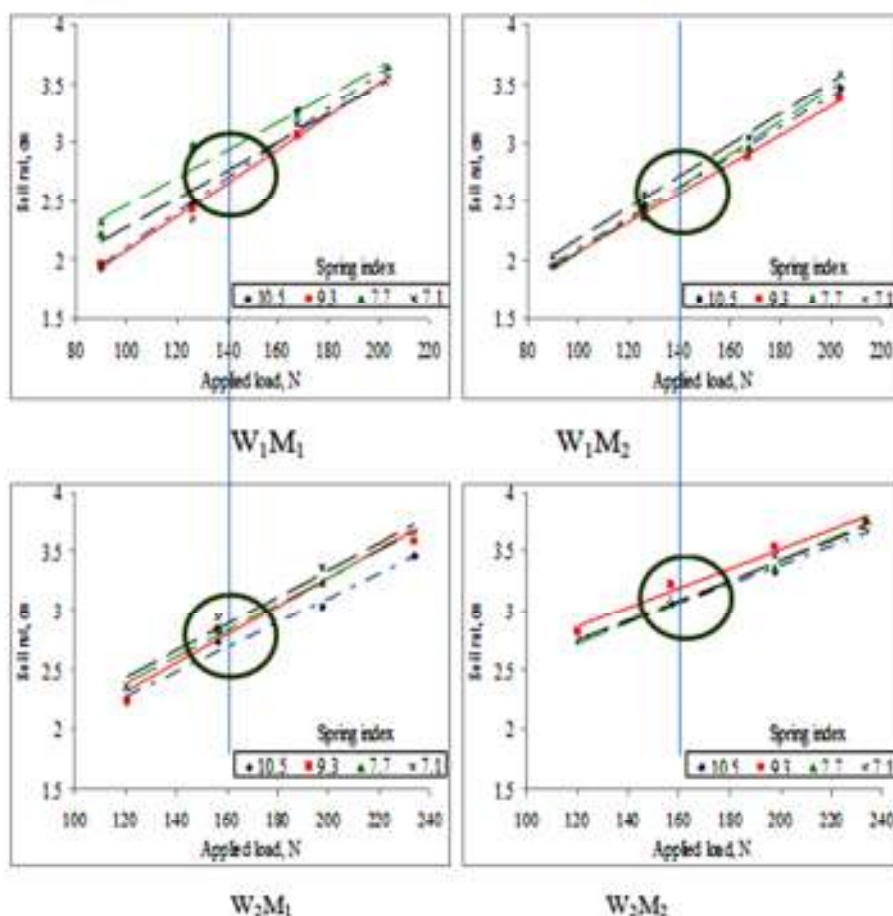 4
3.5
3
2.5
2
1.5
Soil rut, cm
Spring index
10.5 9.3 7.7 7.1
80 100 120 140 160 180 200 220
Applied load, N
W₁M₁
4
3.5
3
2.5
2
1.5
Soil rut, cm
Spring index
10.5 9.3 7.7 7.1
80 100 120 140 160 180 200 220
Applied load, N
W₁M₂
4
3.5
3
2.5
2
1.5
Soil rut, cm
Spring index
10.5 9.3 7.7 7.1
100 120 140 160 180 200 220 240
Applied load, N
W₂M₁
4
3.5
3
2.5
2
1.5
Soil rut, cm
Spring index
10.5 9.3 7.7 7.1
100 120 140 160 180 200 220 240
Applied load, N
W₂M₂